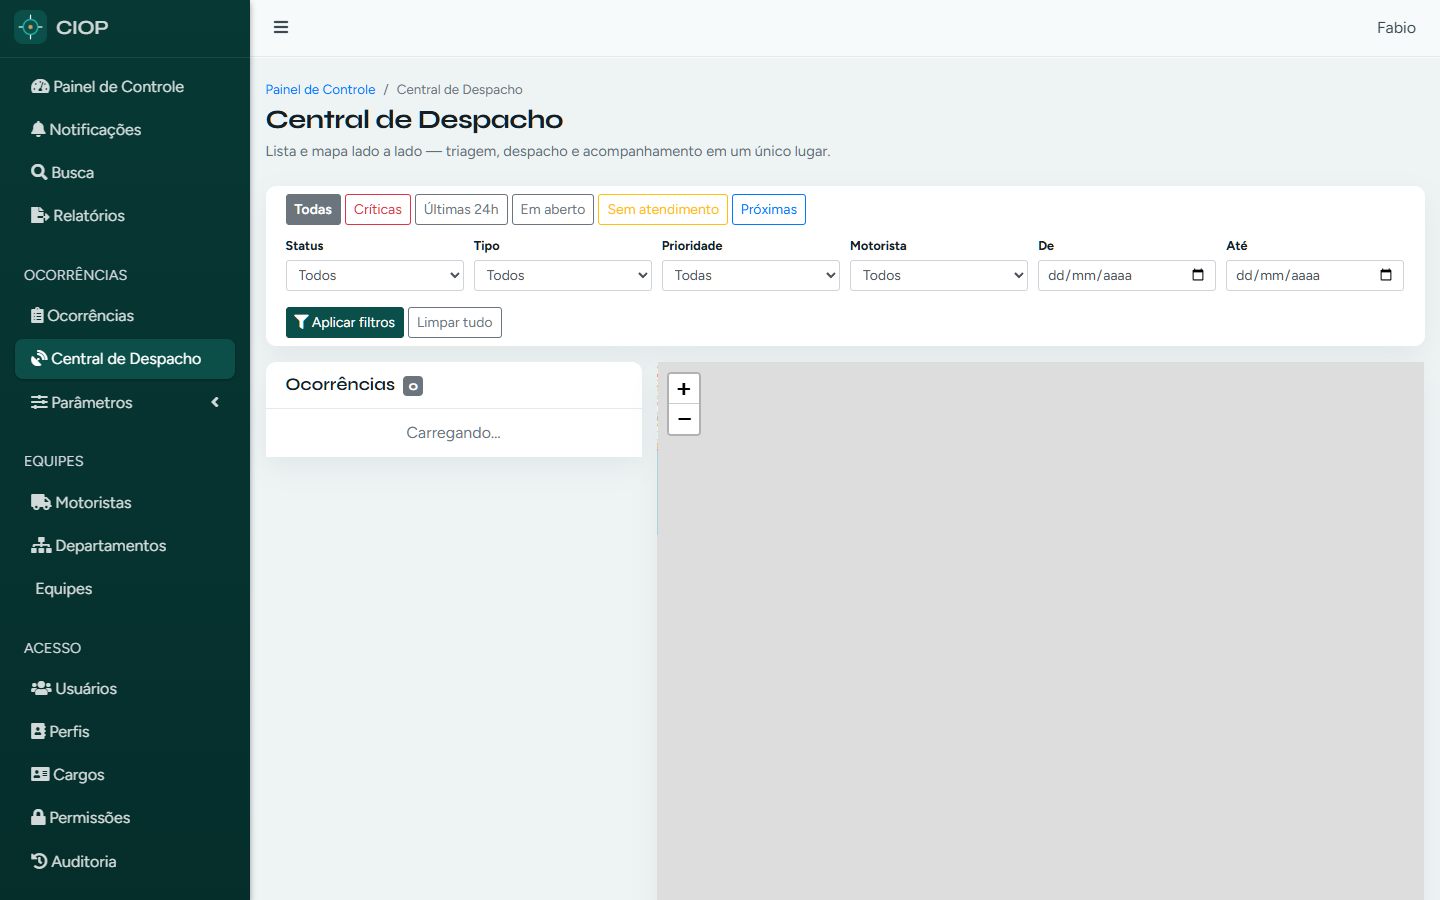 CIOP
Fabio
Painel de Controle
Notificações
Busca
Relatórios
OCORRÊNCIAS
Ocorrências
Central de Despacho
Parâmetros
EQUIPES
Motoristas
Departamentos
Equipes
ACESSO
Usuários
Perfis
Cargos
Permissões
Auditoria
Painel de Controle / Central de Despacho
Central de Despacho
Lista e mapa lado a lado — triagem, despacho e acompanhamento em um único lugar.
Todas Críticas Últimas 24h Em aberto Sem atendimento Próximas
Status Tipo Prioridade Motorista De Até
Todos Todos Todas Todos dd/mm/aaaa dd/mm/aaaa
Aplicar filtros Limpar tudo
Ocorrências 0
Carregando...
+
−